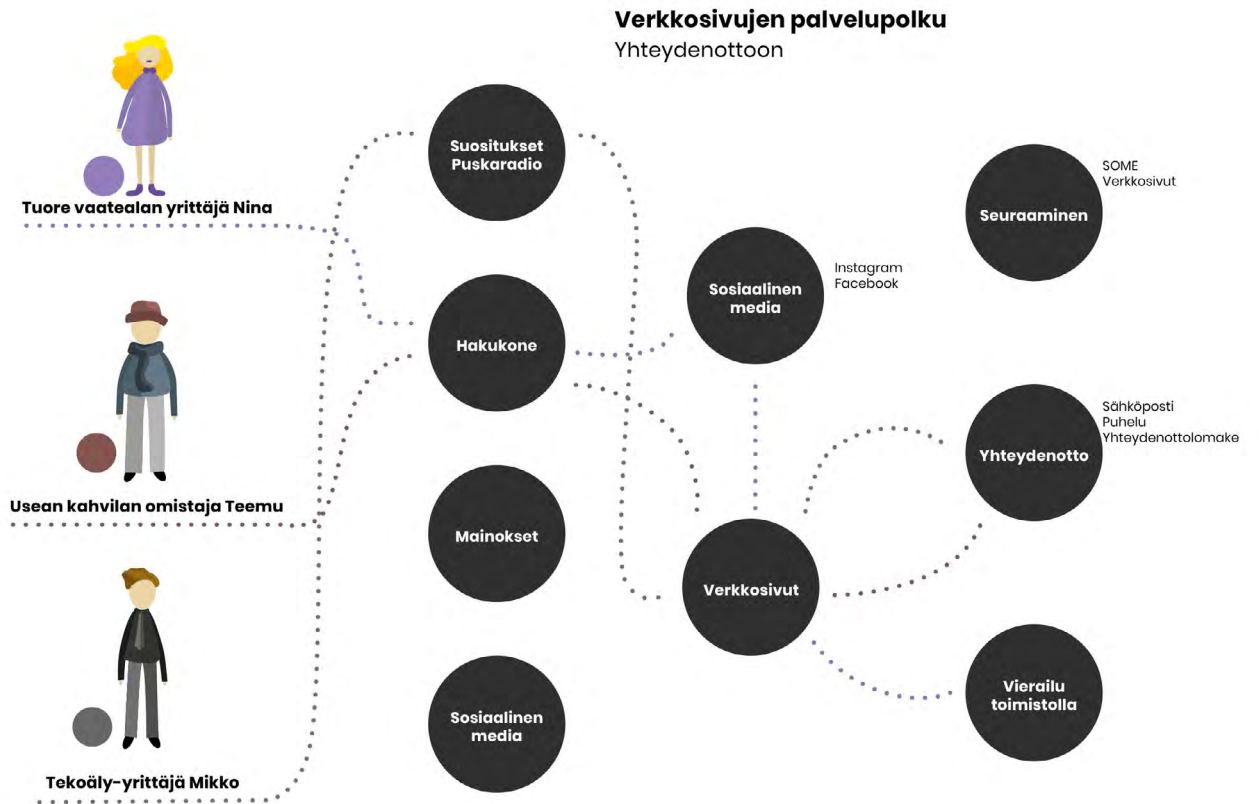 Verkkosivujen palvelupolku
Yhteydenottoon
Tuore vaatealan yrittäjä Nina
Usean kahvilan omistaja Teemu
Tekoäly-yrittäjä Mikko
Suositukset
Puskaradio
Hakukone
Mainokset
Sosiaalinen
media
Sosiaalinen
media
Instagram
Facebook
Verkkosivut
Seuraaminen
SOME
Verkkosivut
Yhteydenotto
Sähköposti
Puhelu
Yhteydenottolomake
Vierailu
toimistolla